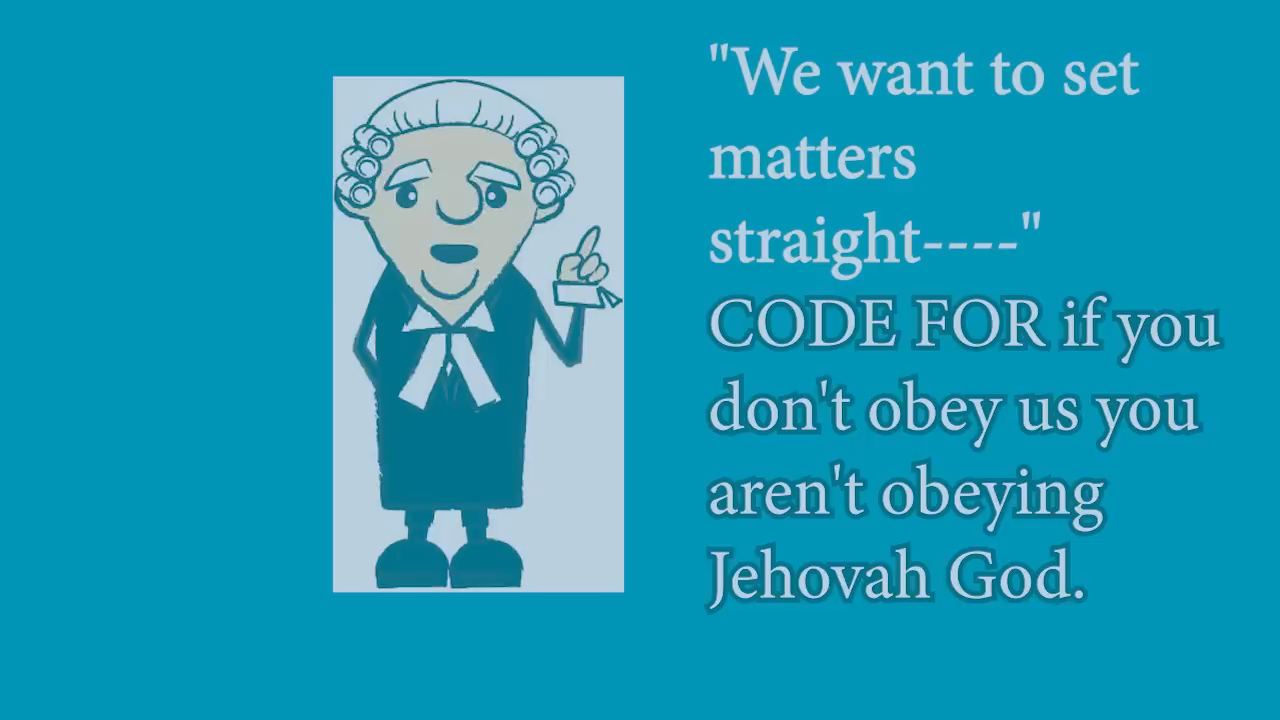 "We want to set
matters
straight----"
CODE FOR if you
don't obey us you
aren't obeying
Jehovah God.